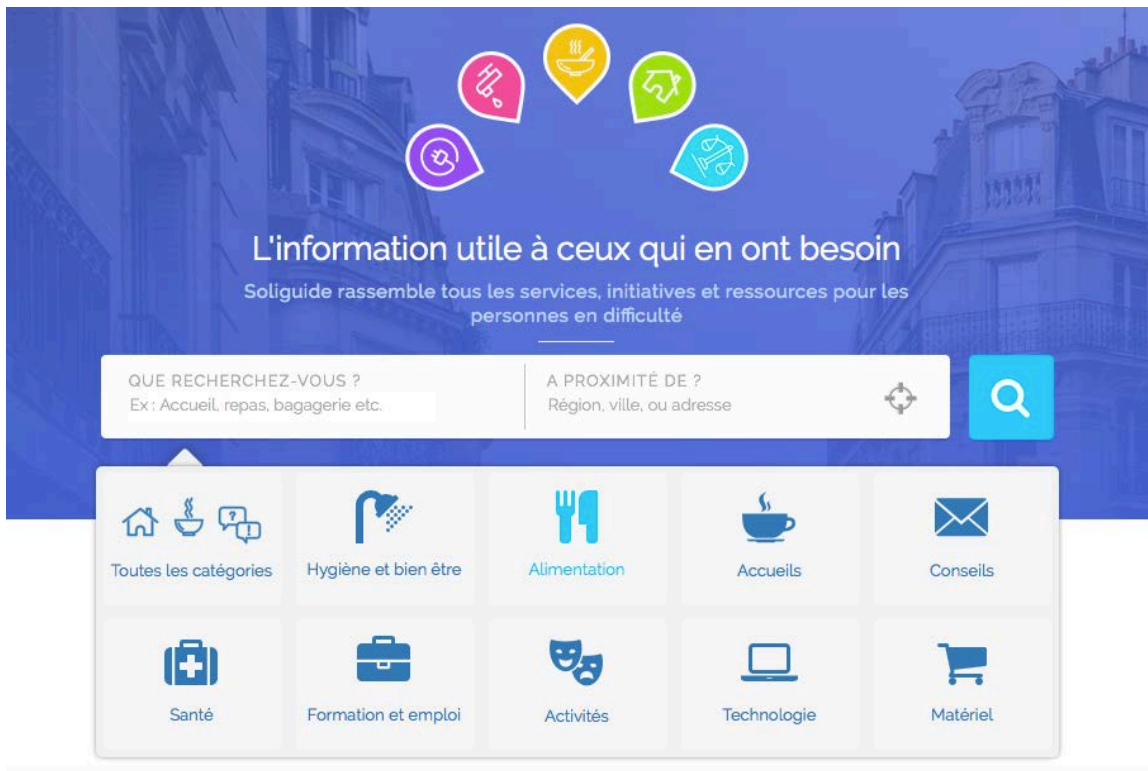 L'information utile à ceux qui en ont besoin
Soliguide rassemble tous les services, initiatives et ressources pour les
personnes en difficulté
QUE RECHERCHEZ-VOUS ?
Ex : Accueil, repas, bagagerie etc.
A PROXIMITÉ DE ?
Région, ville, ou adresse
Toutes les catégories
Hygiène et bien être
Alimentation
Accueils
Conseils
Santé
Formation et emploi
Activités
Technologie
Matériel